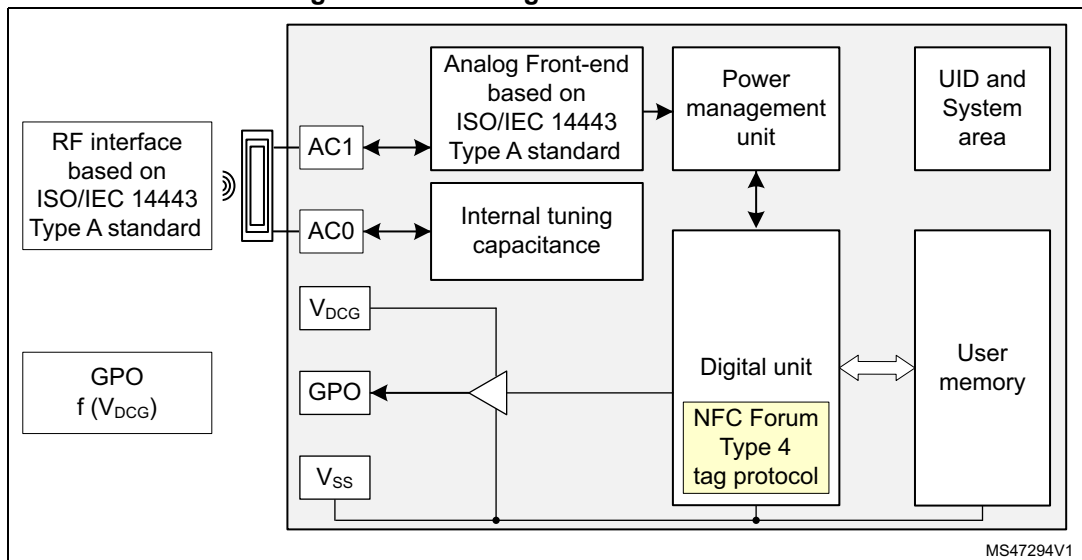 RF interface
based on
ISO/IEC 14443
Type A standard
AC1
Analog Front-end
based on
ISO/IEC 14443
Type A standard
Power
management
unit
UID and
System
area
AC0
Internal tuning
capacitance
VDCG
GPO
f (VDCG)
GPO
Digital unit
NFC Forum
Type 4
tag protocol
User
memory
VSS
MS47294V1